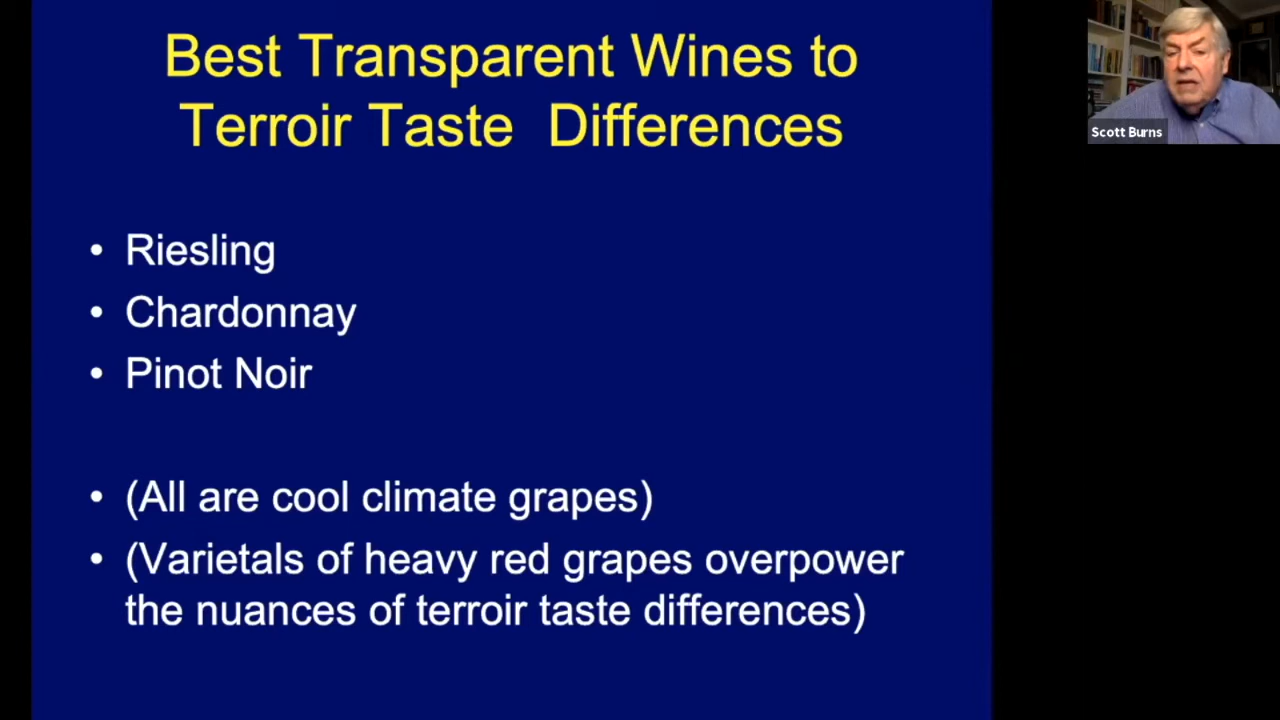 Best Transparent Wines to
Terroir Taste Differences
• Riesling
• Chardonnay
• Pinot Noir
• (All are cool climate grapes)
• (Varietals of heavy red grapes overpower
the nuances of terroir taste differences)
Scott Burns